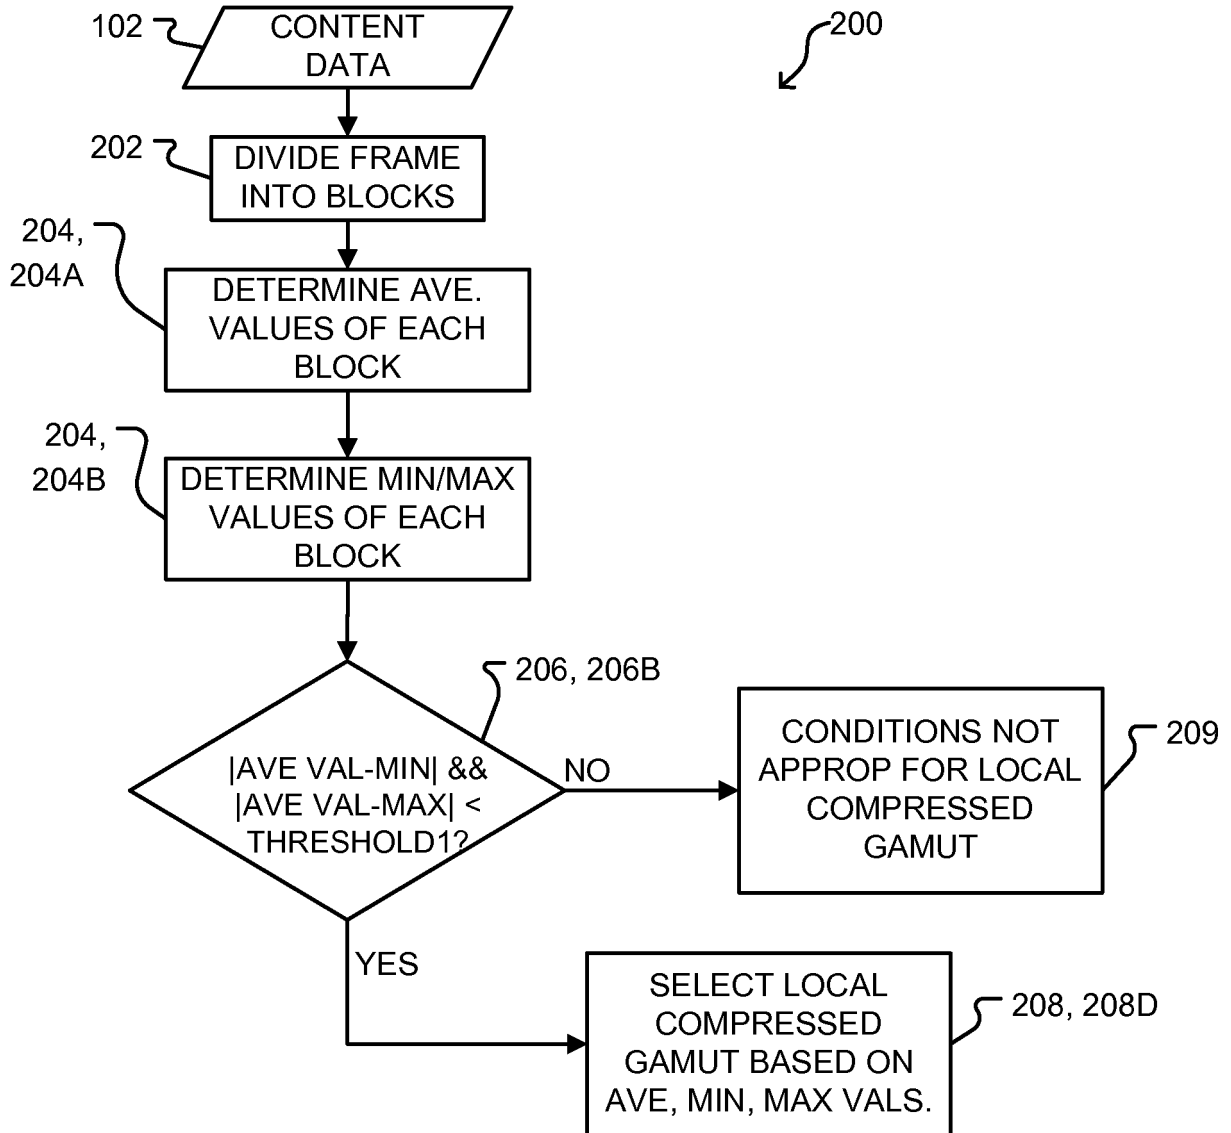 102
CONTENT
DATA
200
202
DIVIDE FRAME
INTO BLOCKS
204,
204A
DETERMINE AVE.
VALUES OF EACH
BLOCK
204,
204B
DETERMINE MIN/MAX
VALUES OF EACH
BLOCK
206, 206B
|AVE VAL-MIN| &&
|AVE VAL-MAX| <
THRESHOLD1?
NO
CONDITIONS NOT
APPROP FOR LOCAL
COMPRESSED
GAMUT
209
YES
SELECT LOCAL
COMPRESSED
GAMUT BASED ON
AVE, MIN, MAX VALS.
208, 208D